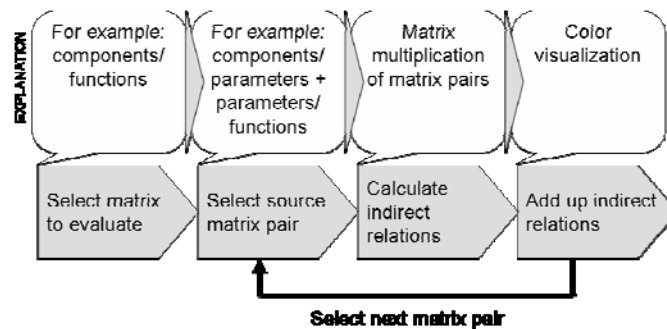 EXPLANATION
For example:
components/
functions
For example:
components/
parameters +
parameters/
functions
Matrix
multiplication
of matrix pairs
Color
visualization
Select matrix
to evaluate
Select source
matrix pair
Calculate
indirect
relations
Add up indirect
relations
Select next matrix pair